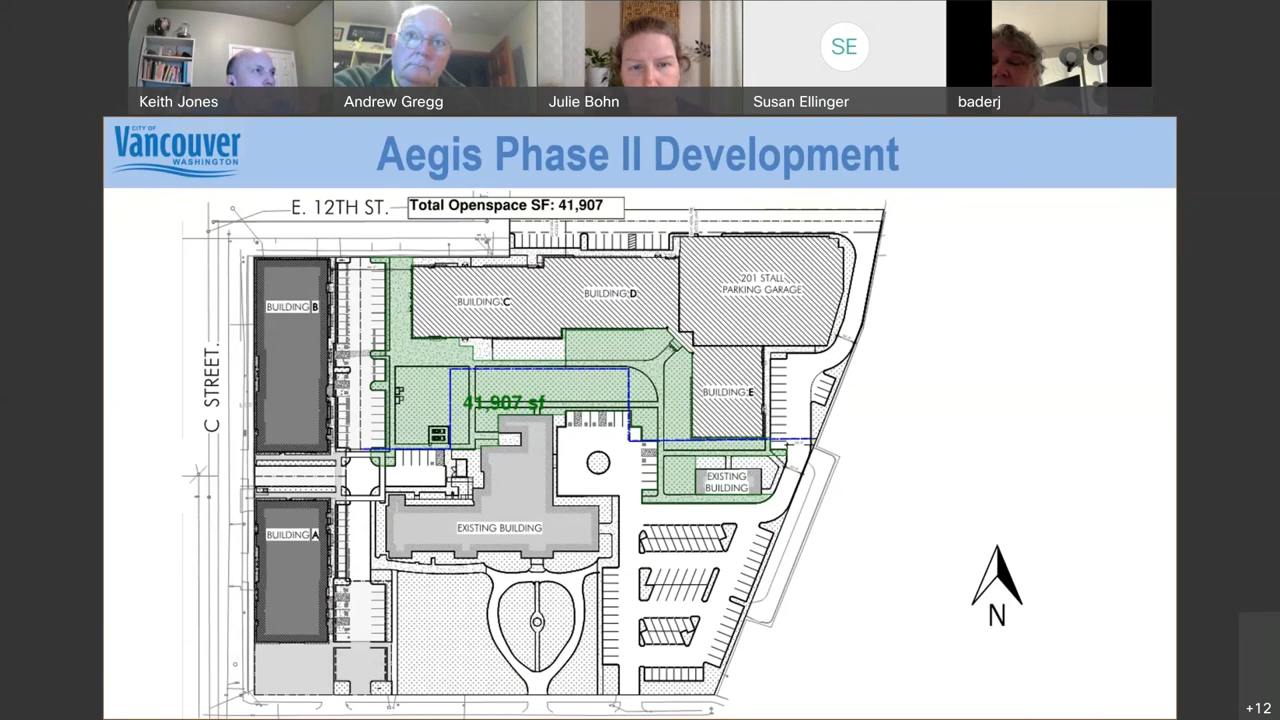 SE
Keith Jones
Andrew Gregg
Julie Bohn
Susan Ellinger
baderj
CITY OF
Vancouver
WASHINGTON
Aegis Phase II Development
E. 12TH ST.
Total Openspace SF: 41,907
BUILDING B
BUILDING C
BUILDING D
201 STALL
PARKING GARAGE
C STREET.
41,907 sf
BUILDING E
EXISTING
BUILDING
EXISTING BUILDING
BUILDING A
N
+12